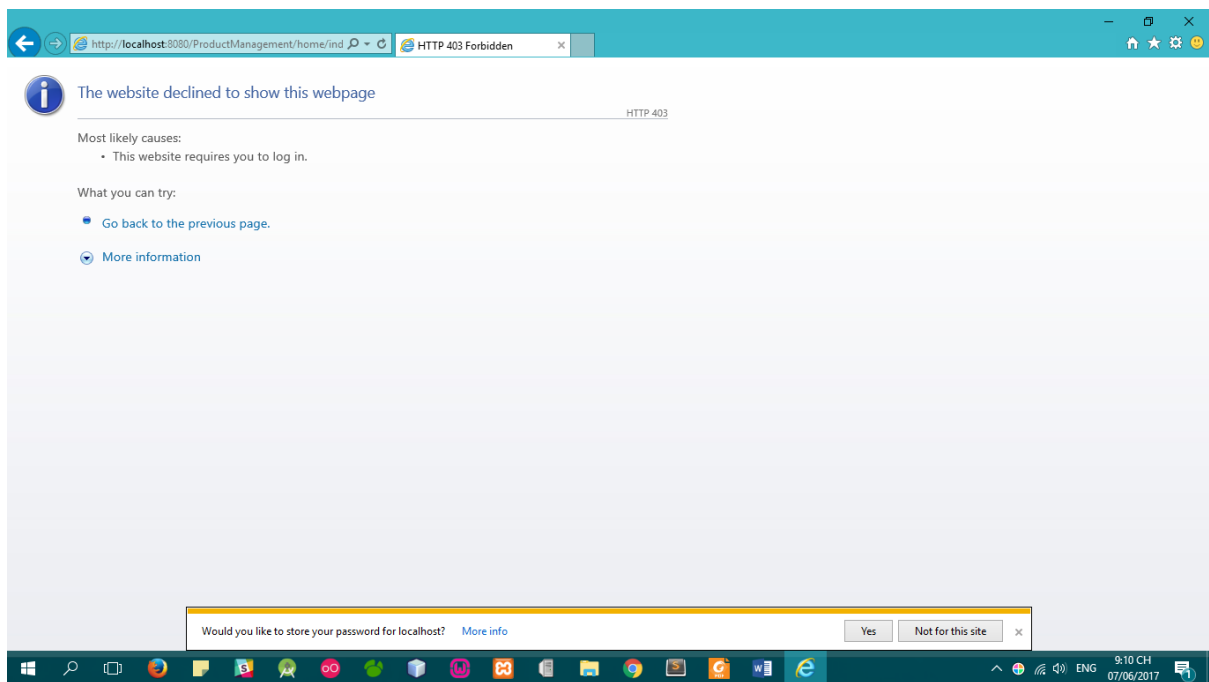 http://localhost:8080/ProductManagement/home/ind
HTTP 403 Forbidden
The website declined to show this webpage
HTTP 403
Most likely causes:
• This website requires you to log in.
What you can try:
Go back to the previous page.
More information
Would you like to store your password for localhost? More info Yes Not for this site
ENG
9:10 CH
07/06/2017